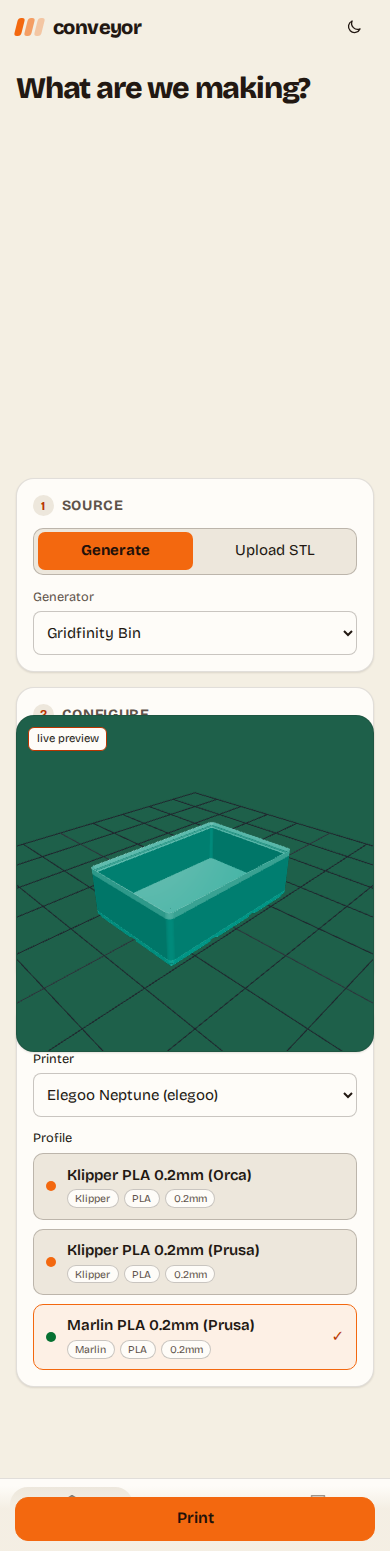 conveyor
What are we making?
1 SOURCE
Generate Upload STL
Generator
Gridfinity Bin
2 CONFIGURE
live preview
Printer
Elegoo Neptune (elegoo)
Profile
Klipper PLA 0.2mm (Orca)
Klipper PLA 0.2mm
Klipper PLA 0.2mm (Prusa)
Klipper PLA 0.2mm
Marlin PLA 0.2mm (Prusa)
✓
Marlin PLA 0.2mm
Print